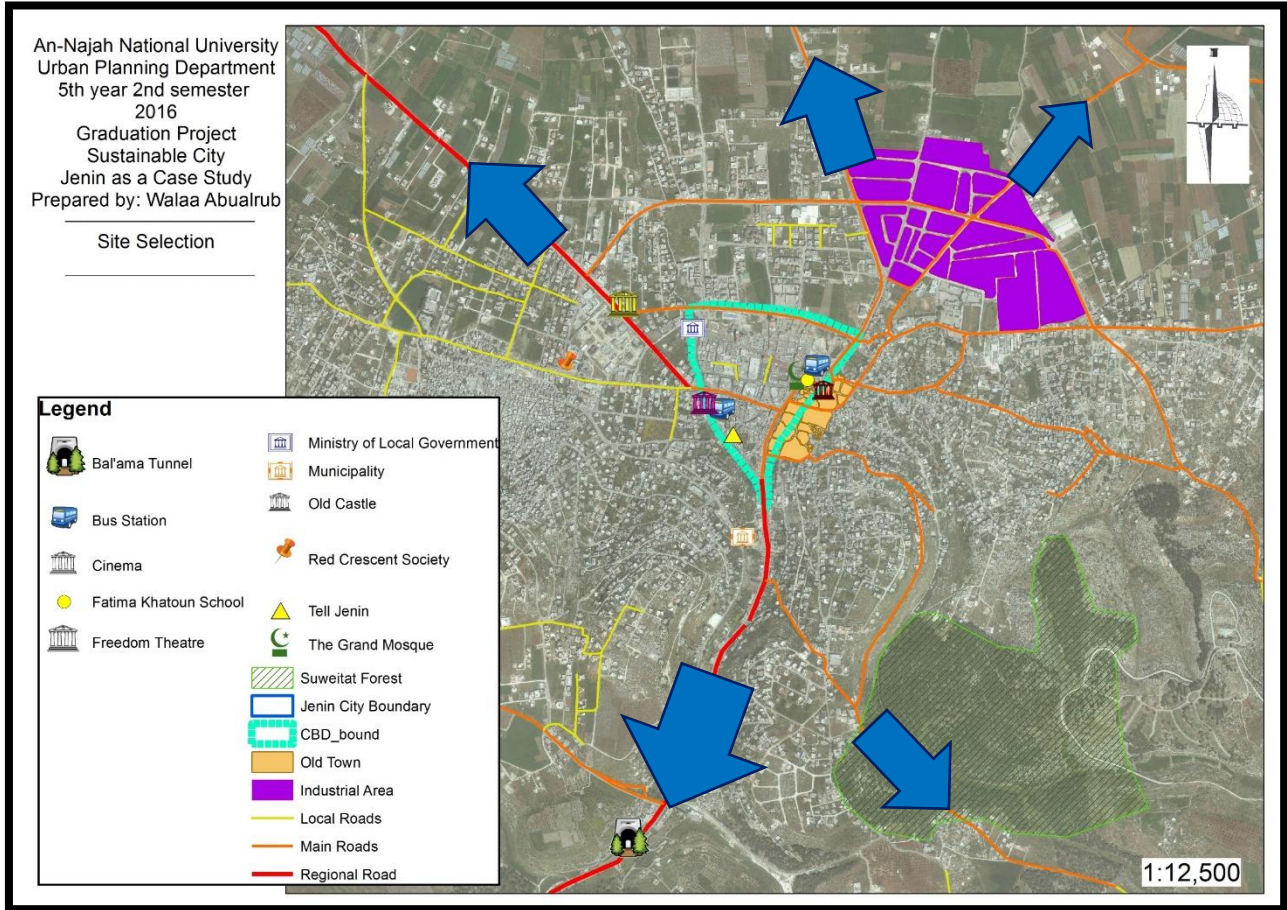 An-Najah National University
Urban Planning Department
5th year 2nd semester
2016
Graduation Project
Sustainable City
Jenin as a Case Study
Prepared by: Walaa Abualrub
Site Selection
Legend
Bal'ama Tunnel
Bus Station
Cinema
Fatima Khatoun School
Freedom Theatre
Ministry of Local Government
Municipality
Old Castle
Red Crescent Society
Tell Jenin
The Grand Mosque
Suweitat Forest
Jenin City Boundary
CBD_bound
Old Town
Industrial Area
Local Roads
Main Roads
Regional Road
1:12,500